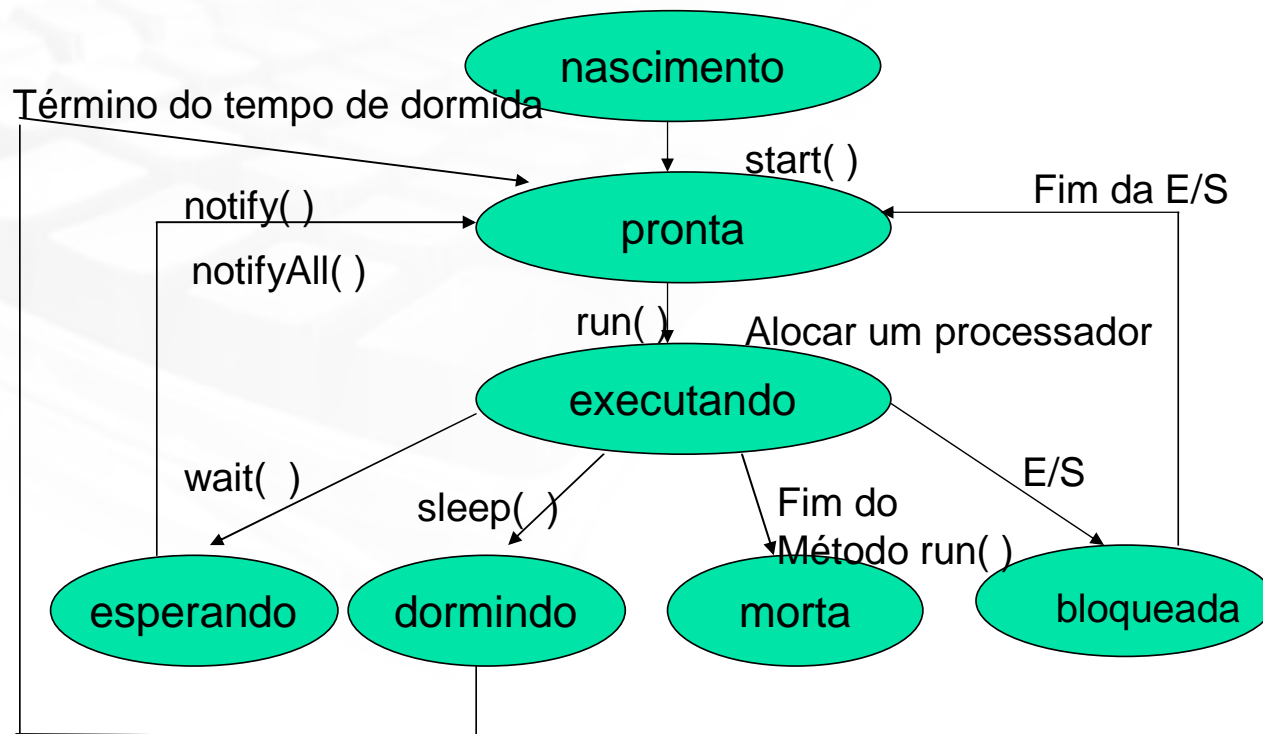 nascimento
Término do tempo de dormida
start( )
Fim da E/S
notify( )
pronta
notifyAll( )
run( )
Alocar um processador
executando
wait(  )
sleep(  )
Fim do
Método run( )
E/S
esperando
dormindo
morta
bloqueada